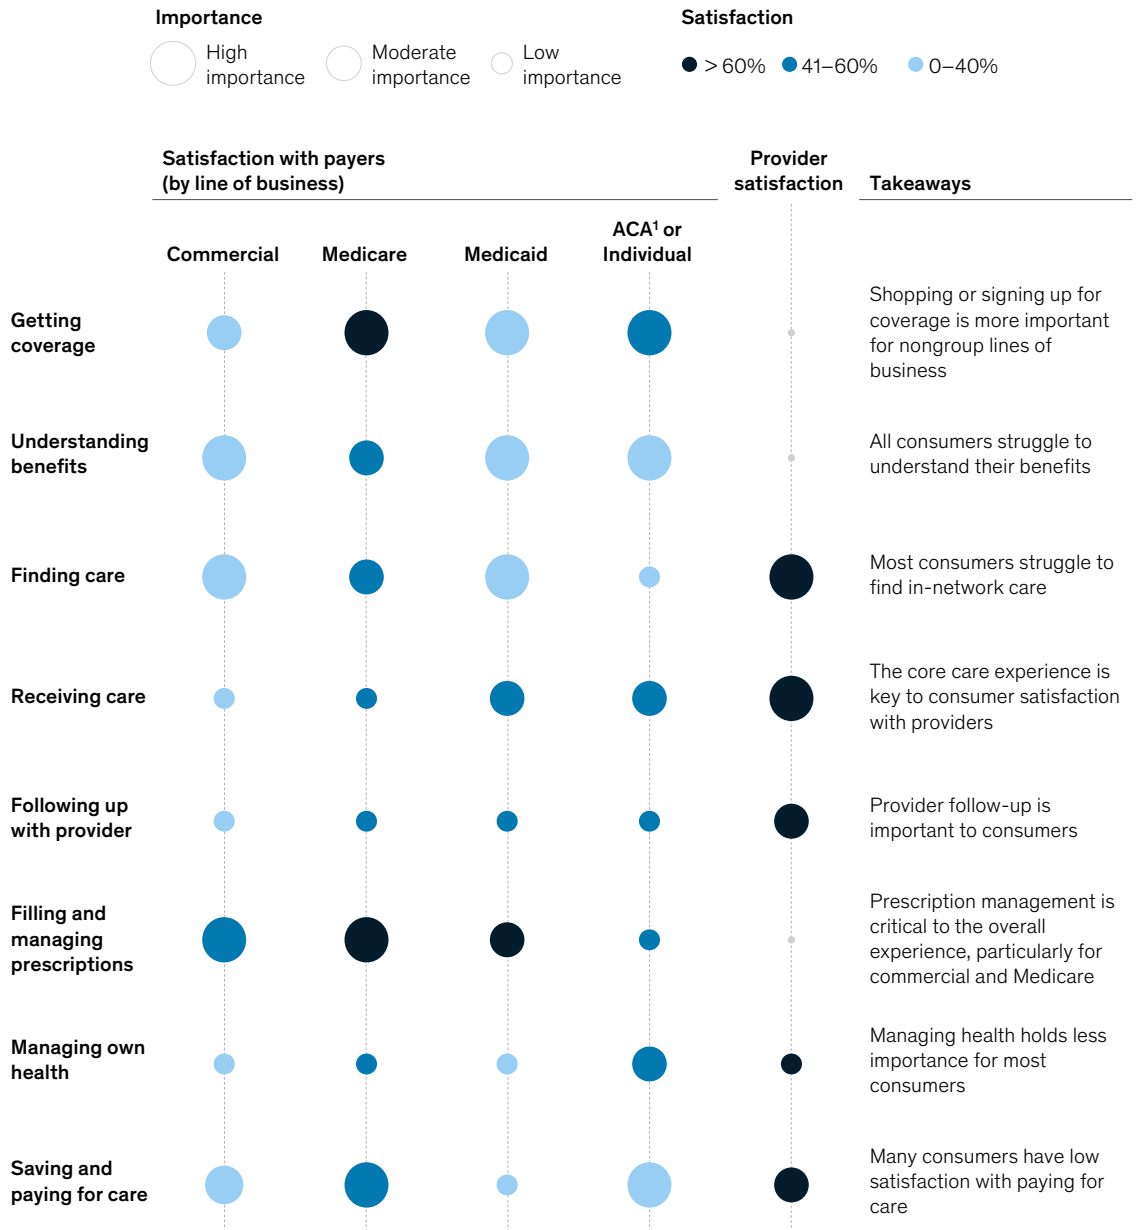 Importance
High
importance
Moderate
importance
Low
importance
Satisfaction
> 60%
41–60%
0–40%
Satisfaction with payers
(by line of business)
Provider
satisfaction
Takeaways
Commercial
Medicare
Medicaid
ACA¹ or
Individual
Getting
coverage
Shopping or signing up for
coverage is more important
for nongroup lines of
business
Understanding
benefits
All consumers struggle to
understand their benefits
Finding care
Most consumers struggle to
find in-network care
Receiving care
The core care experience is
key to consumer satisfaction
with providers
Following up
with provider
Provider follow-up is
important to consumers
Filling and
managing
prescriptions
Prescription management is
critical to the overall
experience, particularly for
commercial and Medicare
Managing own
health
Managing health holds less
importance for most
consumers
Saving and
paying for care
Many consumers have low
satisfaction with paying for
care